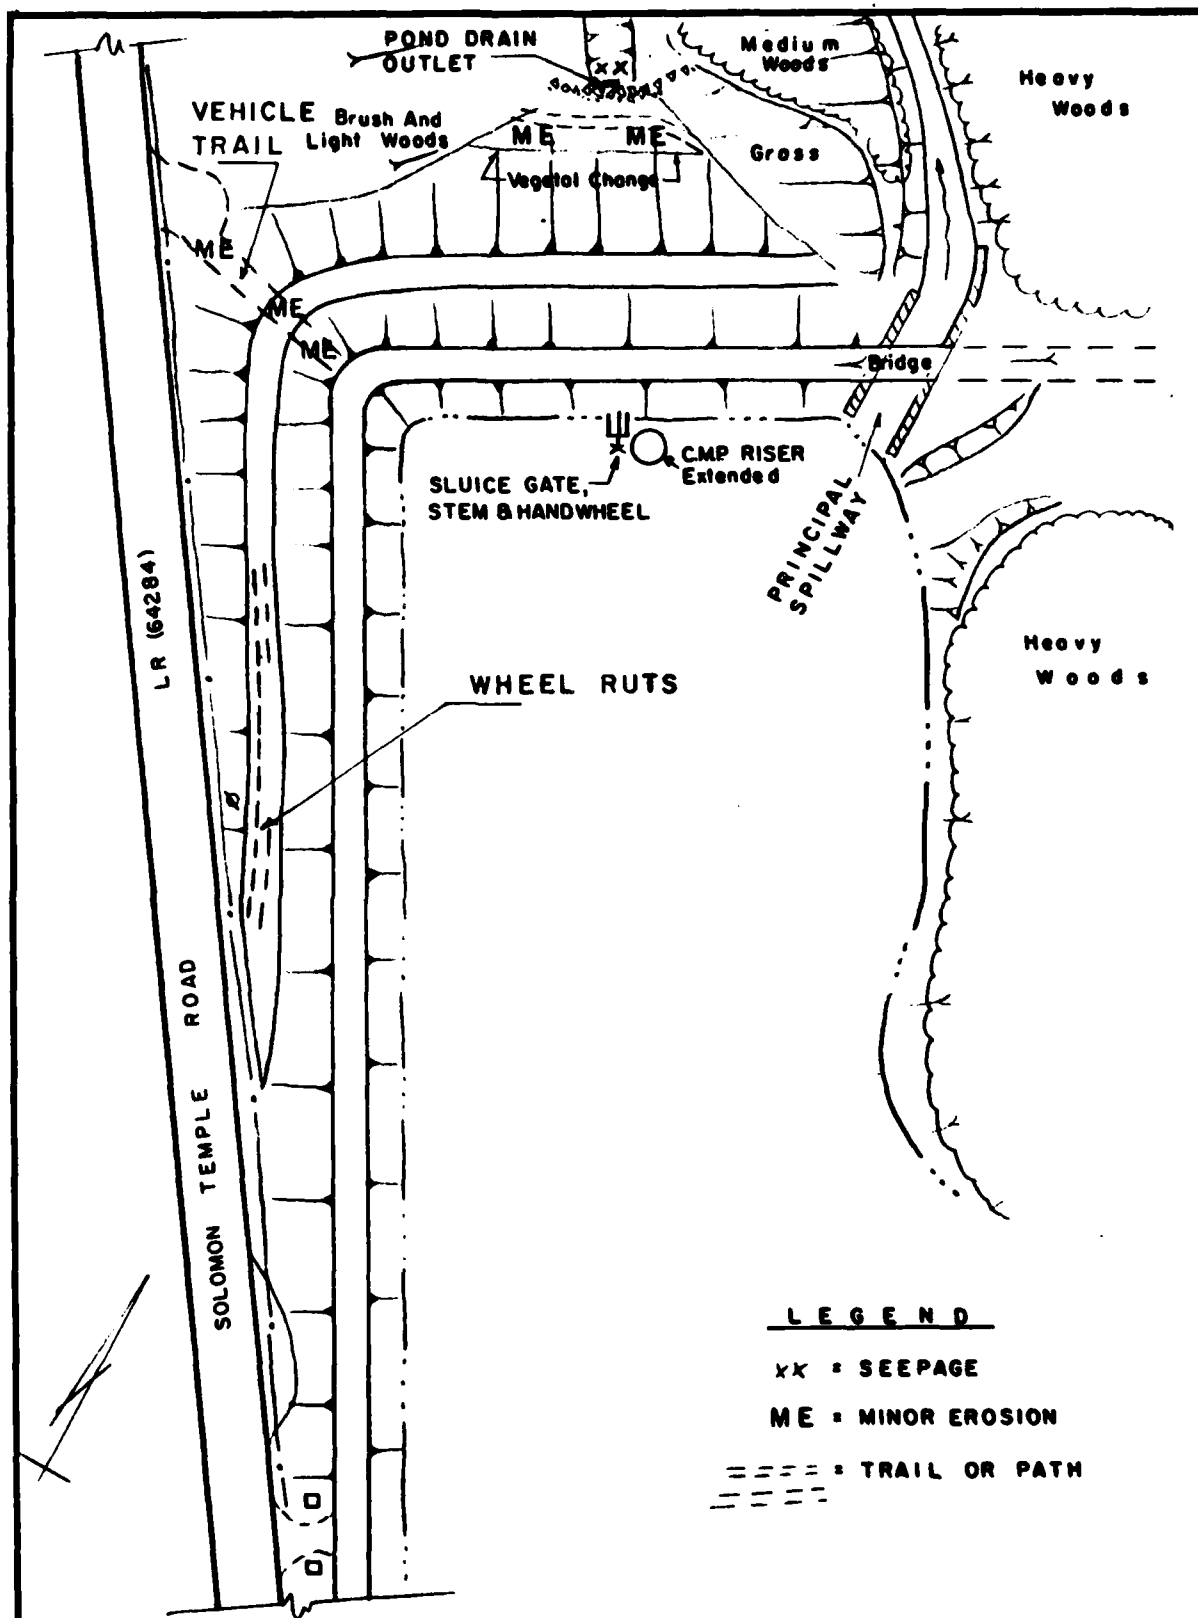 POND DRAIN
OUTLET
Medium
Woods
Heavy
Woods
VEHICLE
TRAIL
Brush And
Light Woods
ME
ME
Grass
Vegetal Change
ME
ME
ME
Bridge
SLUICE GATE,
STEM & HANDWHEEL
C.M.P. RISER
Extended
PRINCIPAL
SPILLWAY
LR (64284)
Heavy
Woods
WHEEL RUTS
SOLOMON TEMPLE ROAD
LEGEND
XX = SEEPAGE
ME = MINOR EROSION
= TRAIL OR PATH